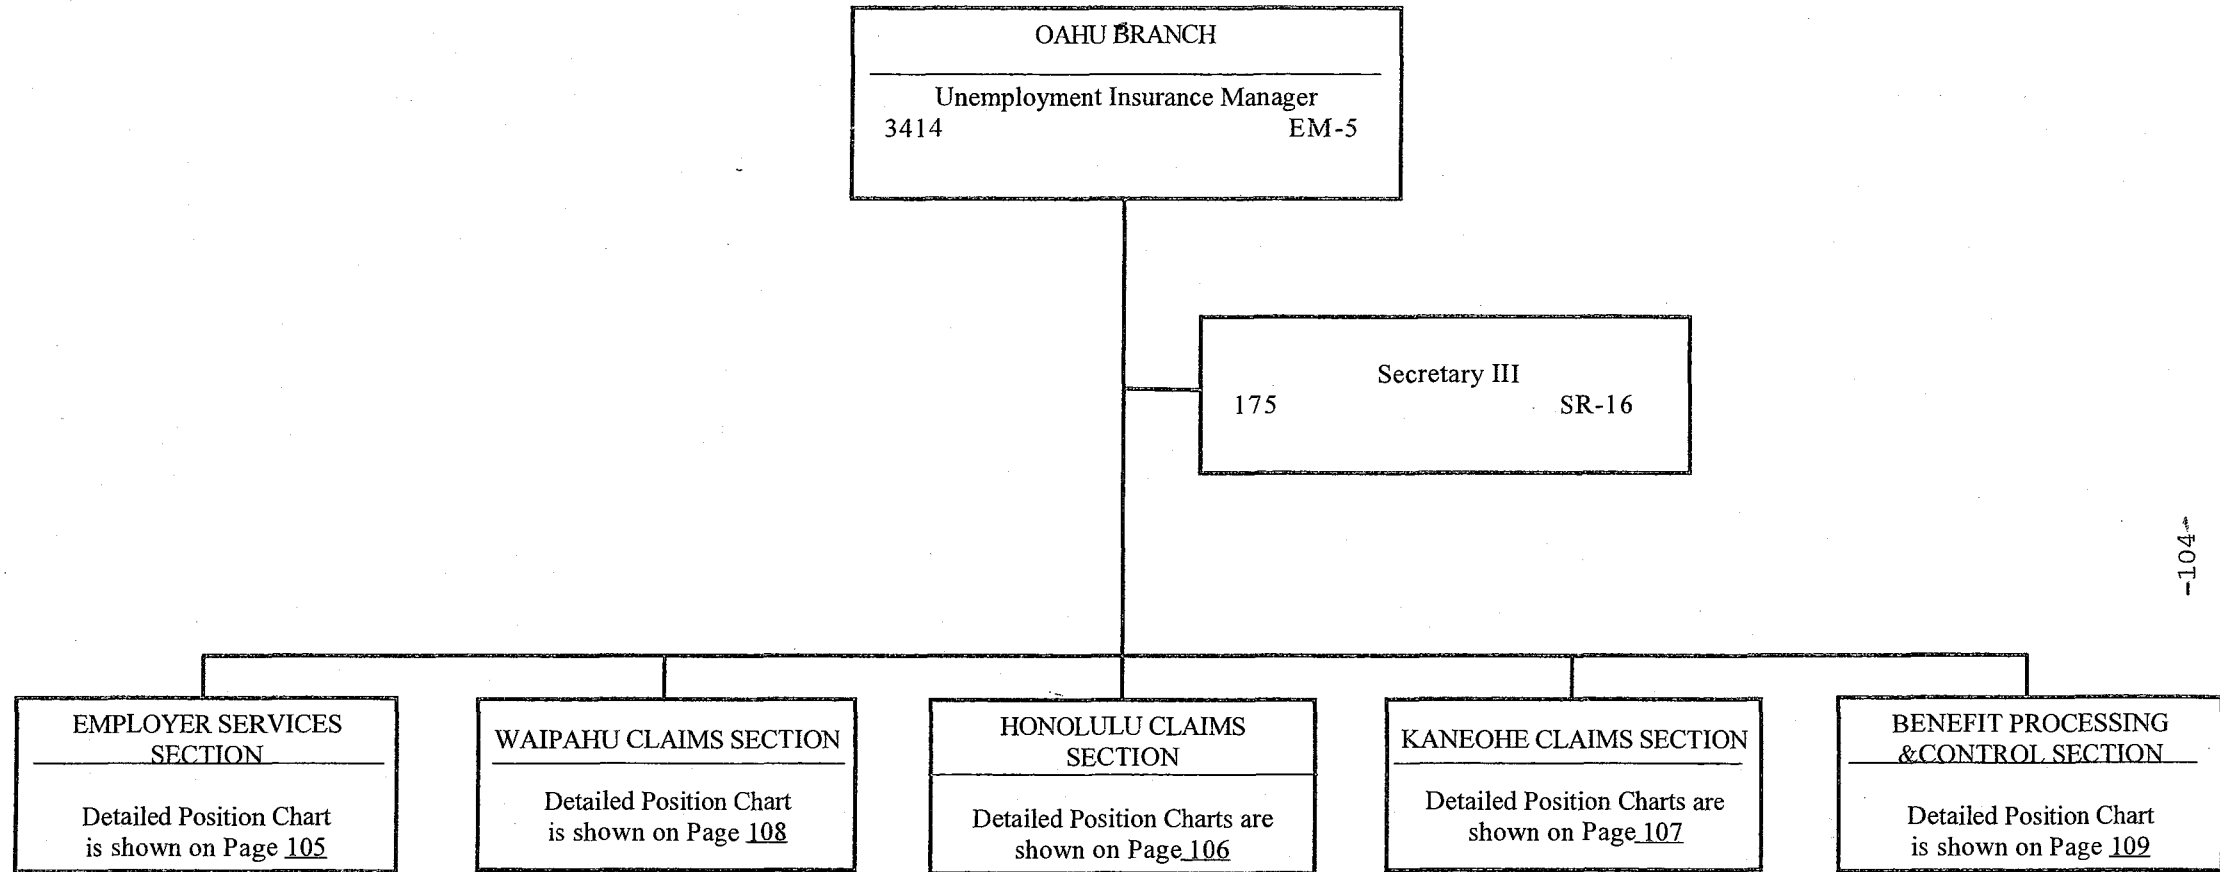 OAHU BRANCH
Unemployment Insurance Manager
3414 EM-5
Secretary III
175 SR-16
-104-
EMPLOYER SERVICES
SECTION
Detailed Position Chart
is shown on Page 105
WAIPAHU CLAIMS SECTION
Detailed Position Chart
is shown on Page 108
HONOLULU CLAIMS
SECTION
Detailed Position Charts are
shown on Page 106
KANEOHE CLAIMS SECTION
Detailed Position Charts are
shown on Page 107
BENEFIT PROCESSING
&CONTROL SECTION
Detailed Position Chart
is shown on Page 109